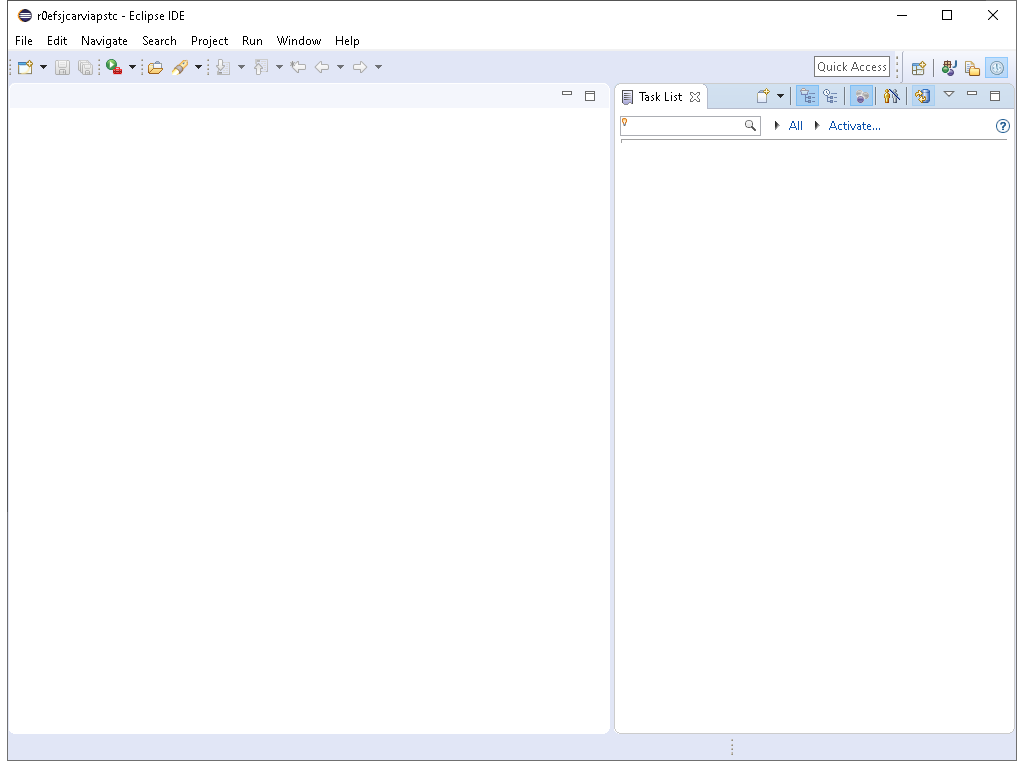 r0efsjcarviapstc - Eclipse IDE
File Edit Navigate Search Project Run Window Help
Quick Access
Task List
All Activate...